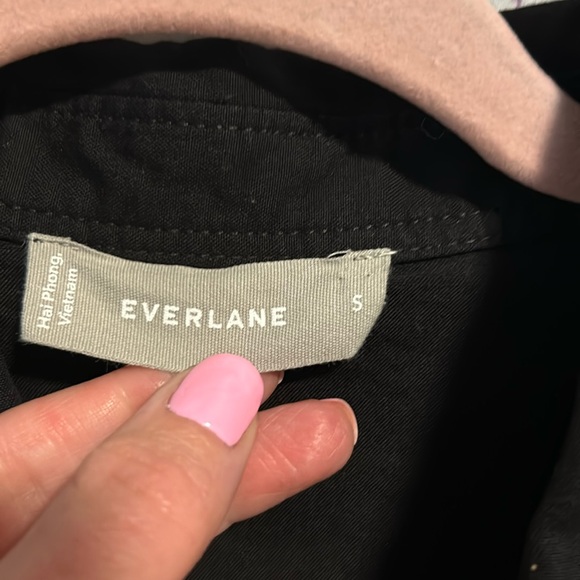 Hai Phong,
Vietnam
EVERLANE
S